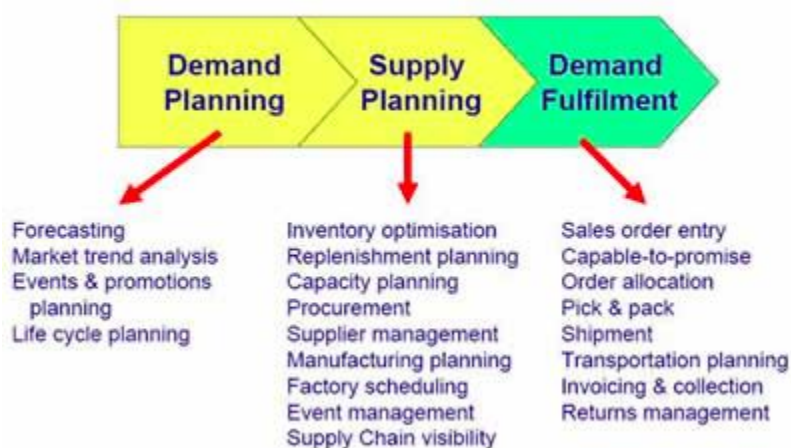 Demand
Planning
Supply
Planning
Demand
Fulfilment
Forecasting
Market trend analysis
Events & promotions
planning
Life cycle planning
Inventory optimisation
Replenishment planning
Capacity planning
Procurement
Supplier management
Manufacturing planning
Factory scheduling
Event management
Supply Chain visibility
Sales order entry
Capable-to-promise
Order allocation
Pick & pack
Shipment
Transportation planning
Invoicing & collection
Returns management